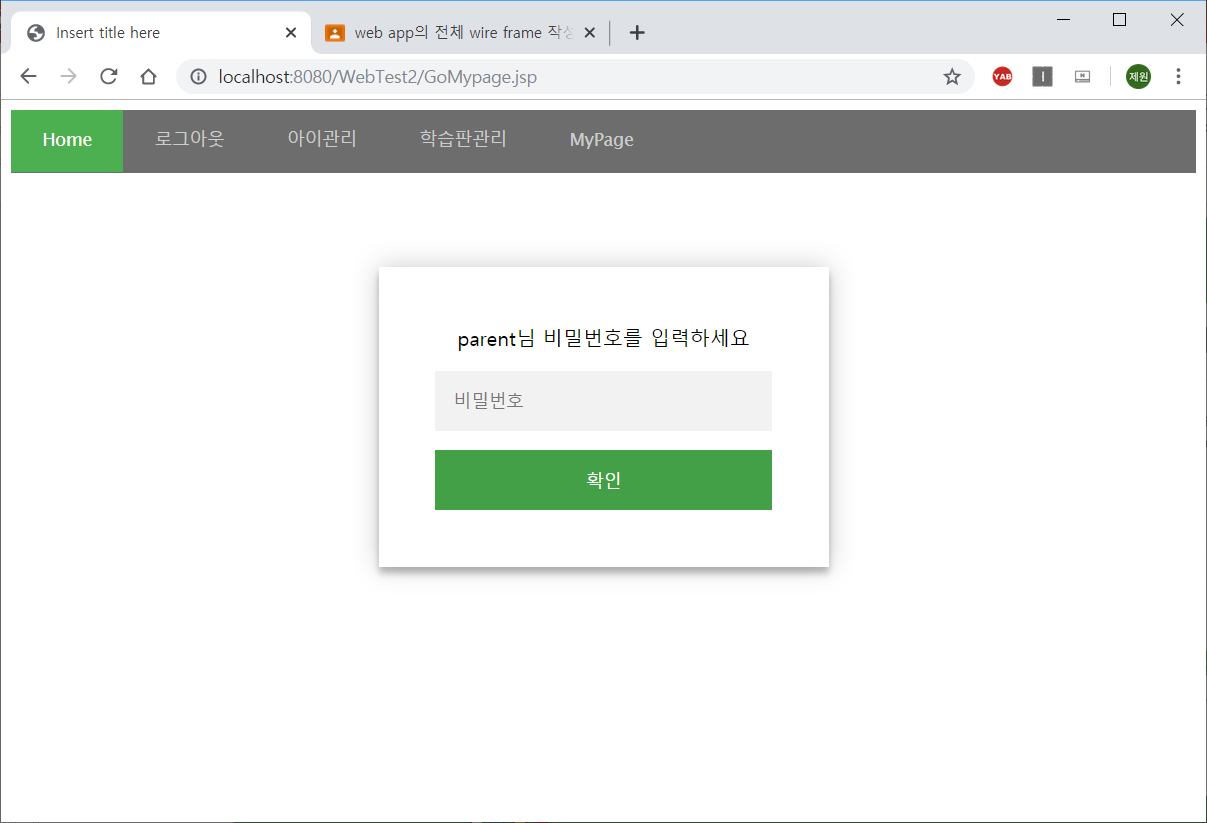 Insert title here
web app의 전체 wire frame 작성
localhost:8080/WebTest2/GoMypage.jsp
YAB
I
제원
Home 로그아웃 아이관리 학습판관리 MyPage
parent님 비밀번호를 입력하세요
비밀번호
확인